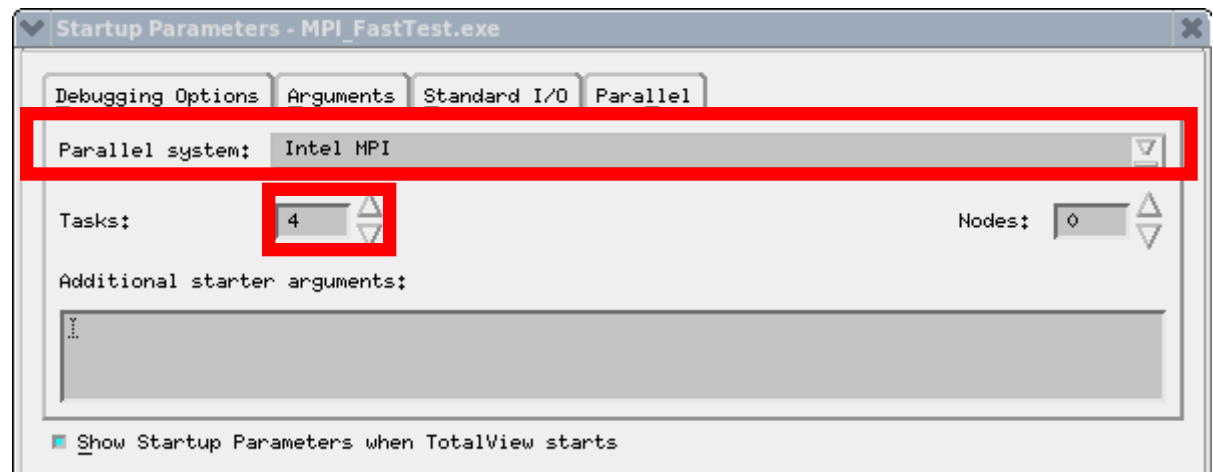 Startup Parameters - MPI_FastTest.exe
Debugging Options Arguments Standard I/O Parallel
Parallel system: Intel MPI
Tasks: 4 Nodes: 0
Additional starter arguments:
Show Startup Parameters when TotalView starts